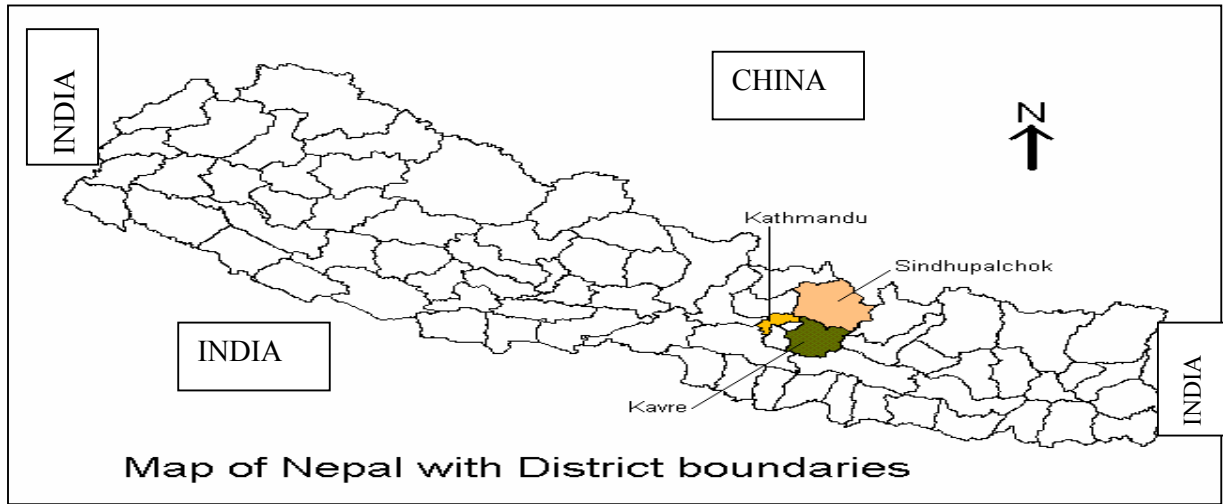 INDIA
CHINA
N
Kathmandu
Sindhupalchok
INDIA
INDIA
Kavre
Map of Nepal with District boundaries